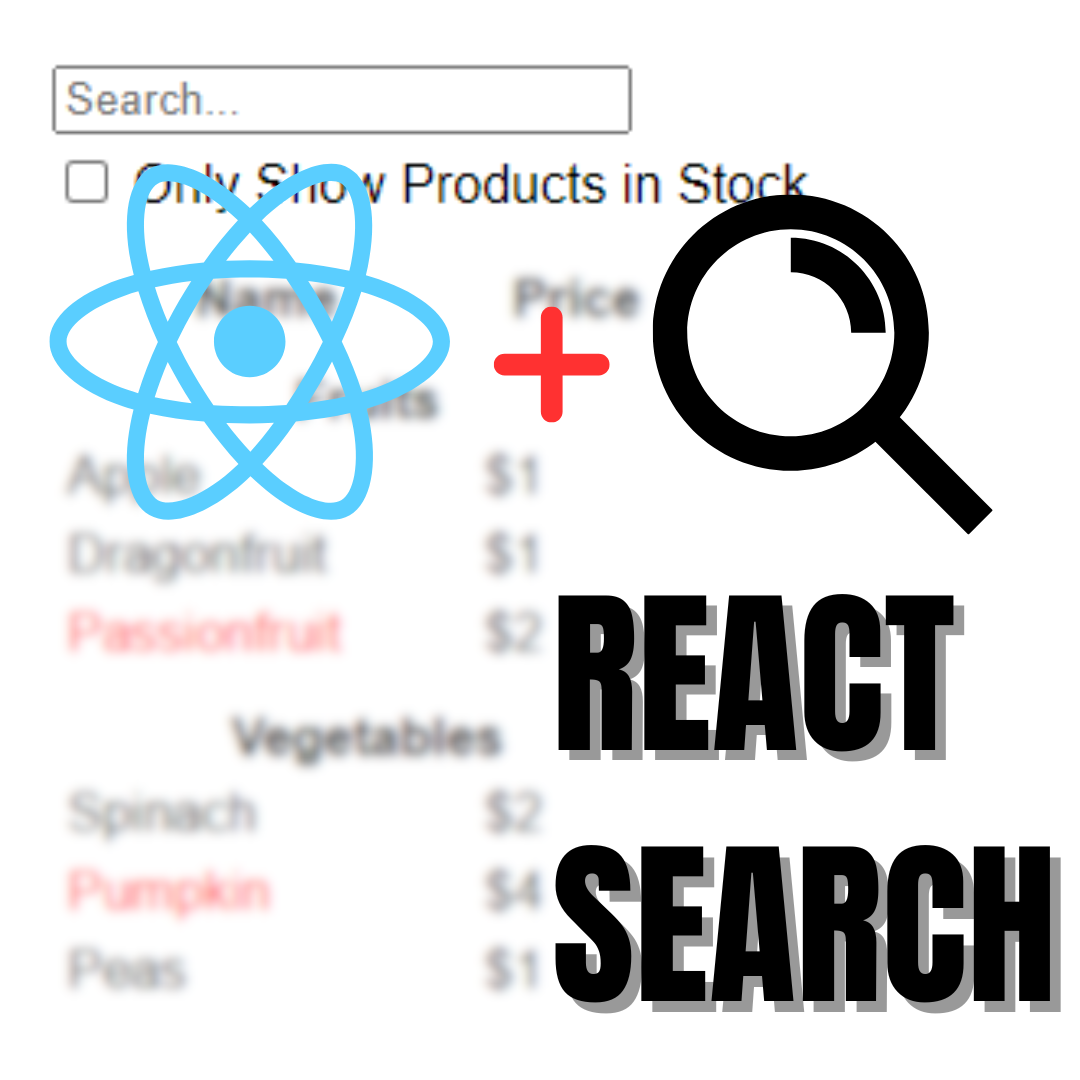 Search...
Only Show Products in Stock
Name Price
Fruits
Apple $1
Dragonfruit $1
Passionfruit $2
REACT
Vegetables
Spinach $2
SEARCH
Pumpkin $4
Peas $1